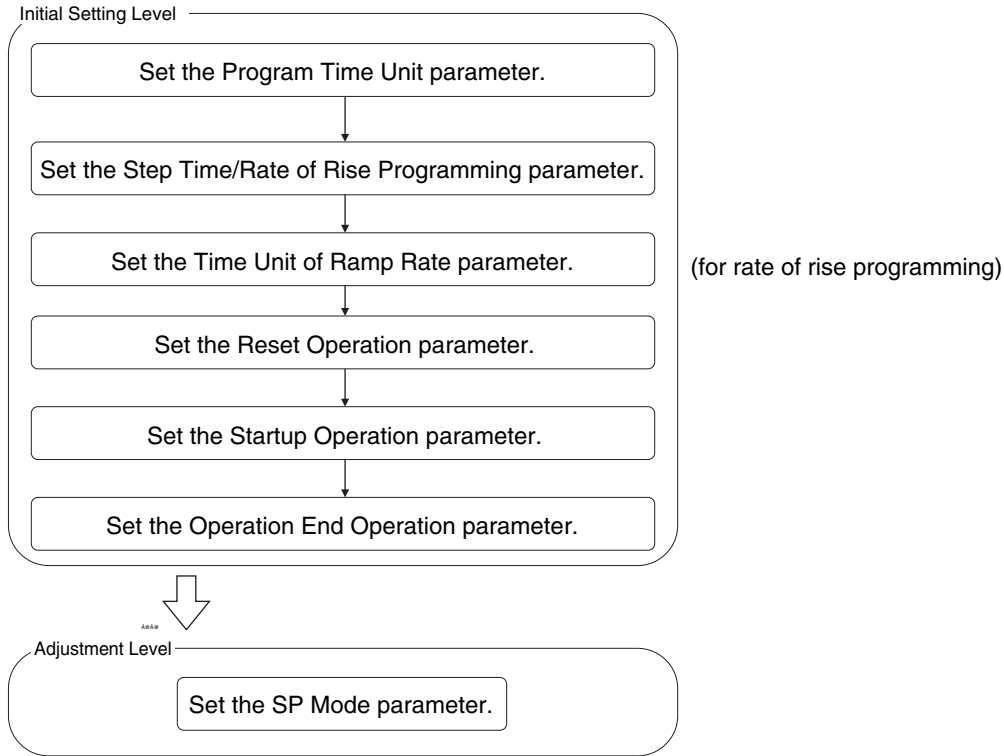 Initial Setting Level
Set the Program Time Unit parameter.
Set the Step Time/Rate of Rise Programming parameter.
Set the Time Unit of Ramp Rate parameter.
(for rate of rise programming)
Set the Reset Operation parameter.
Set the Startup Operation parameter.
Set the Operation End Operation parameter.
Adjustment Level
Set the SP Mode parameter.